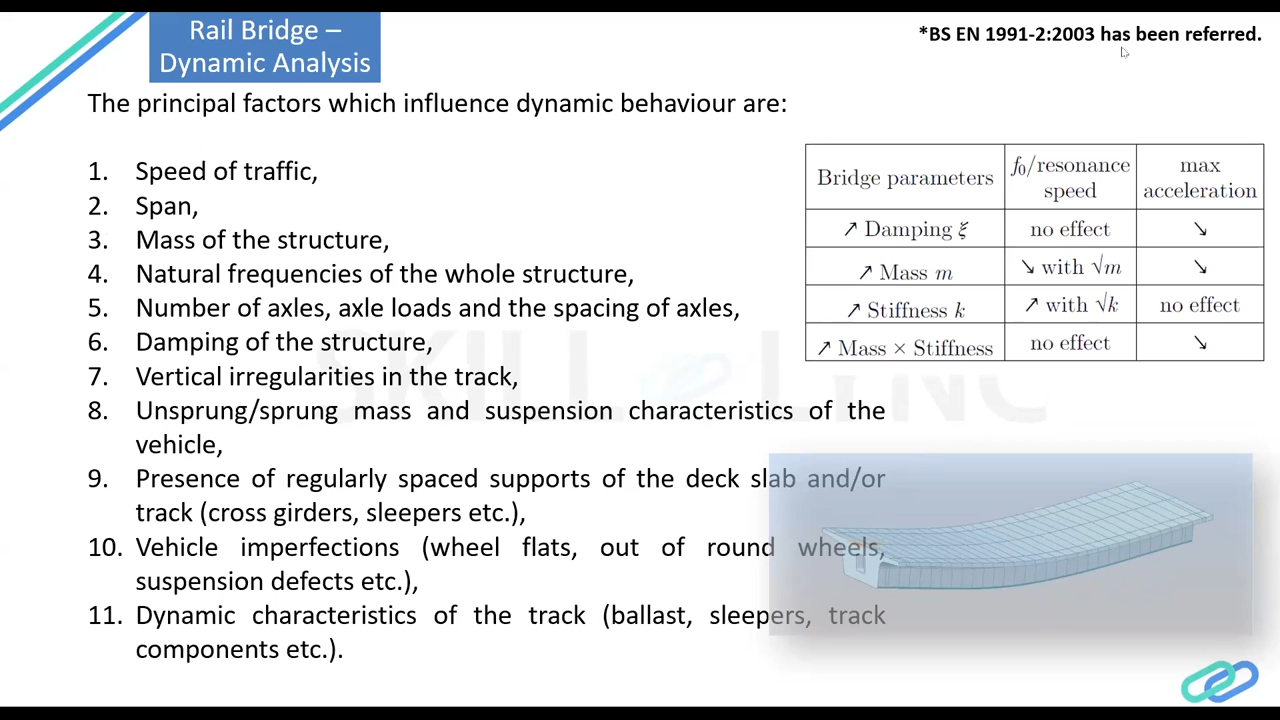 Rail Bridge –
Dynamic Analysis
*BS EN 1991-2:2003 has been referred.
The principal factors which influence dynamic behaviour are:
1. Speed of traffic,
2. Span,
3. Mass of the structure,
4. Natural frequencies of the whole structure,
5. Number of axles, axle loads and the spacing of axles,
6. Damping of the structure,
7. Vertical irregularities in the track,
8. Unsprung/sprung mass and suspension characteristics of the
vehicle,
9. Presence of regularly spaced supports of the deck slab and/or
track (cross girders, sleepers etc.),
10. Vehicle imperfections (wheel flats, out of round wheels,
suspension defects etc.),
11. Dynamic characteristics of the track (ballast, sleepers, track
components etc.).
Bridge parameters f₀/resonance speed max acceleration
↗ Damping ξ no effect ↘
↗ Mass m ↘ with √m ↘
↗ Stiffness k ↗ with √k no effect
↗ Mass × Stiffness no effect ↘
SKILL LYNC